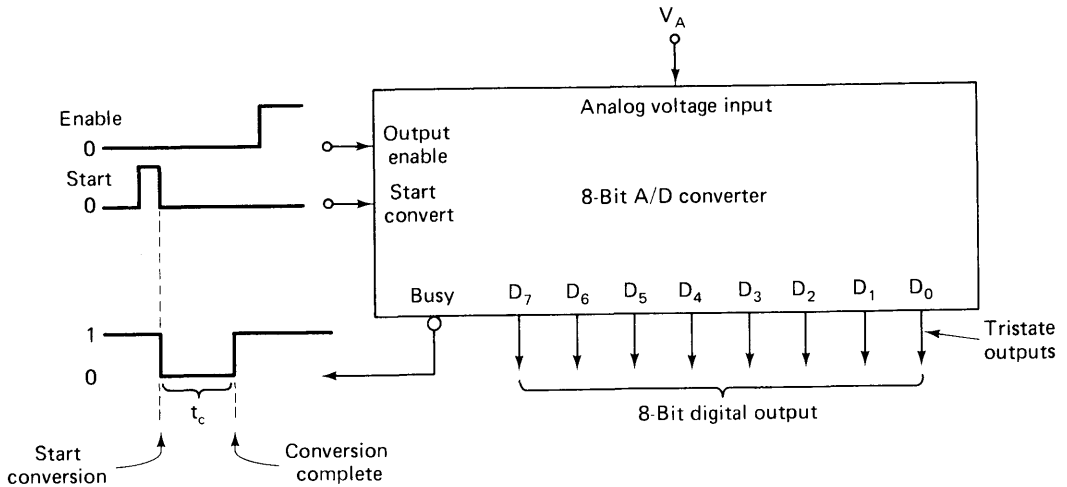 V_A
Analog voltage input
Enable
0
Output
enable
Start
0
Start
convert
8-Bit A/D converter
Busy
D_7
D_6
D_5
D_4
D_3
D_2
D_1
D_0
1
0
t_c
Tristate
outputs
8-Bit digital output
Start
conversion
Conversion
complete